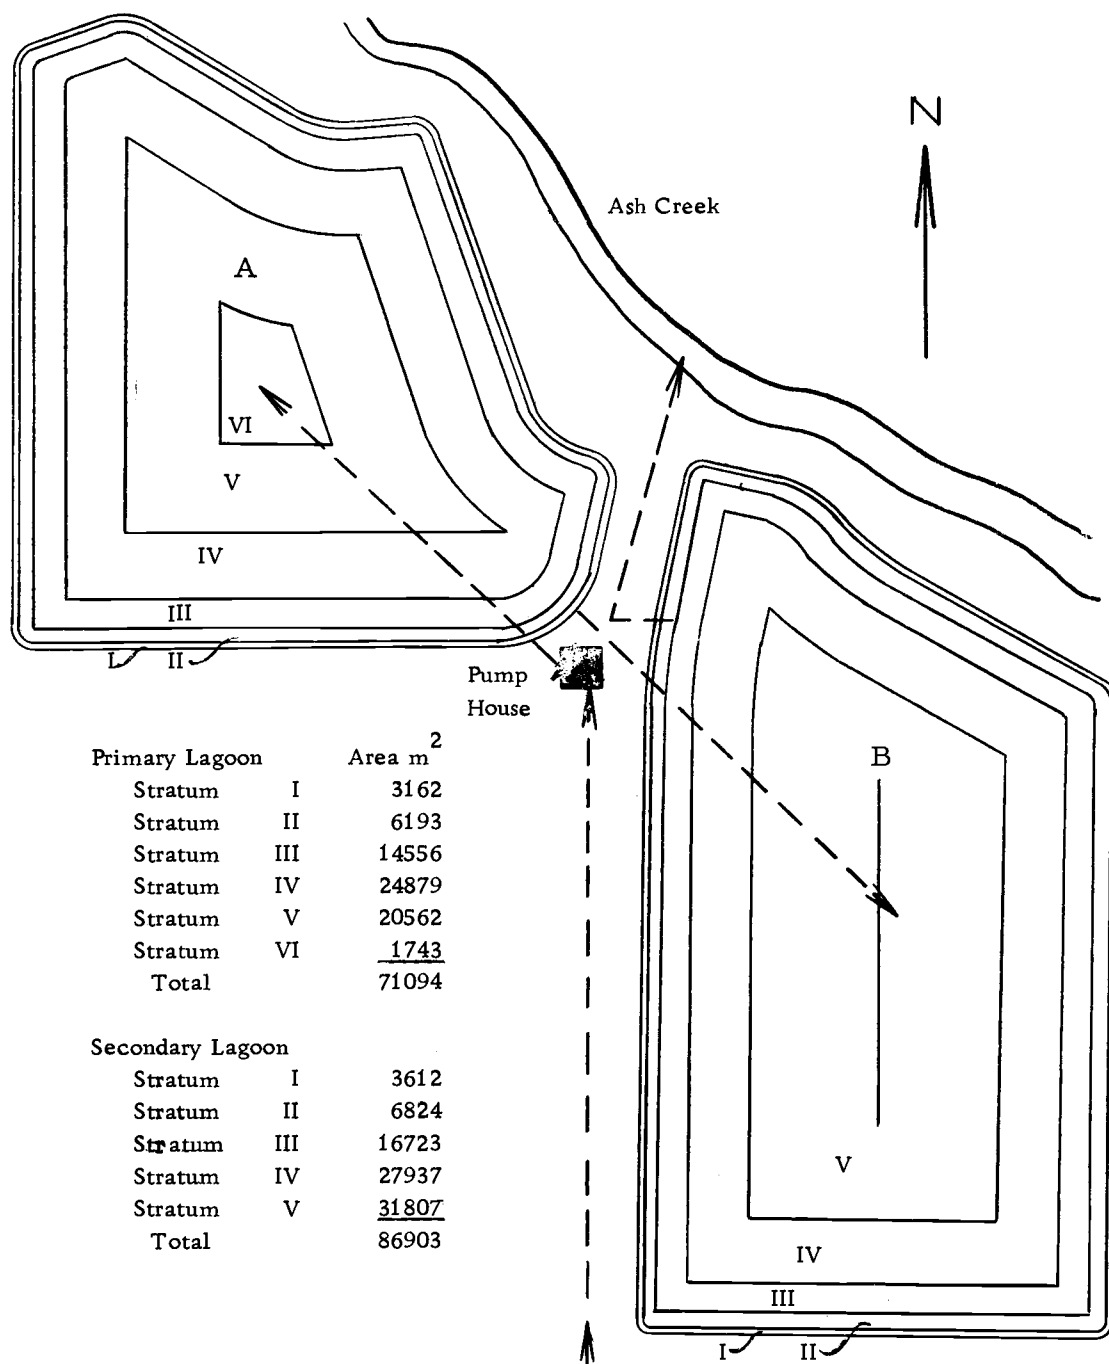 N
Ash Creek
A
VI
V
IV
III
I II
Pump
House
Primary Lagoon Area m²
Stratum I 3162
Stratum II 6193
Stratum III 14556
Stratum IV 24879
Stratum V 20562
Stratum VI 1743
Total 71094
Secondary Lagoon
Stratum I 3612
Stratum II 6824
Stratum III 16723
Stratum IV 27937
Stratum V 31807
Total 86903
B
V
IV
III
I II